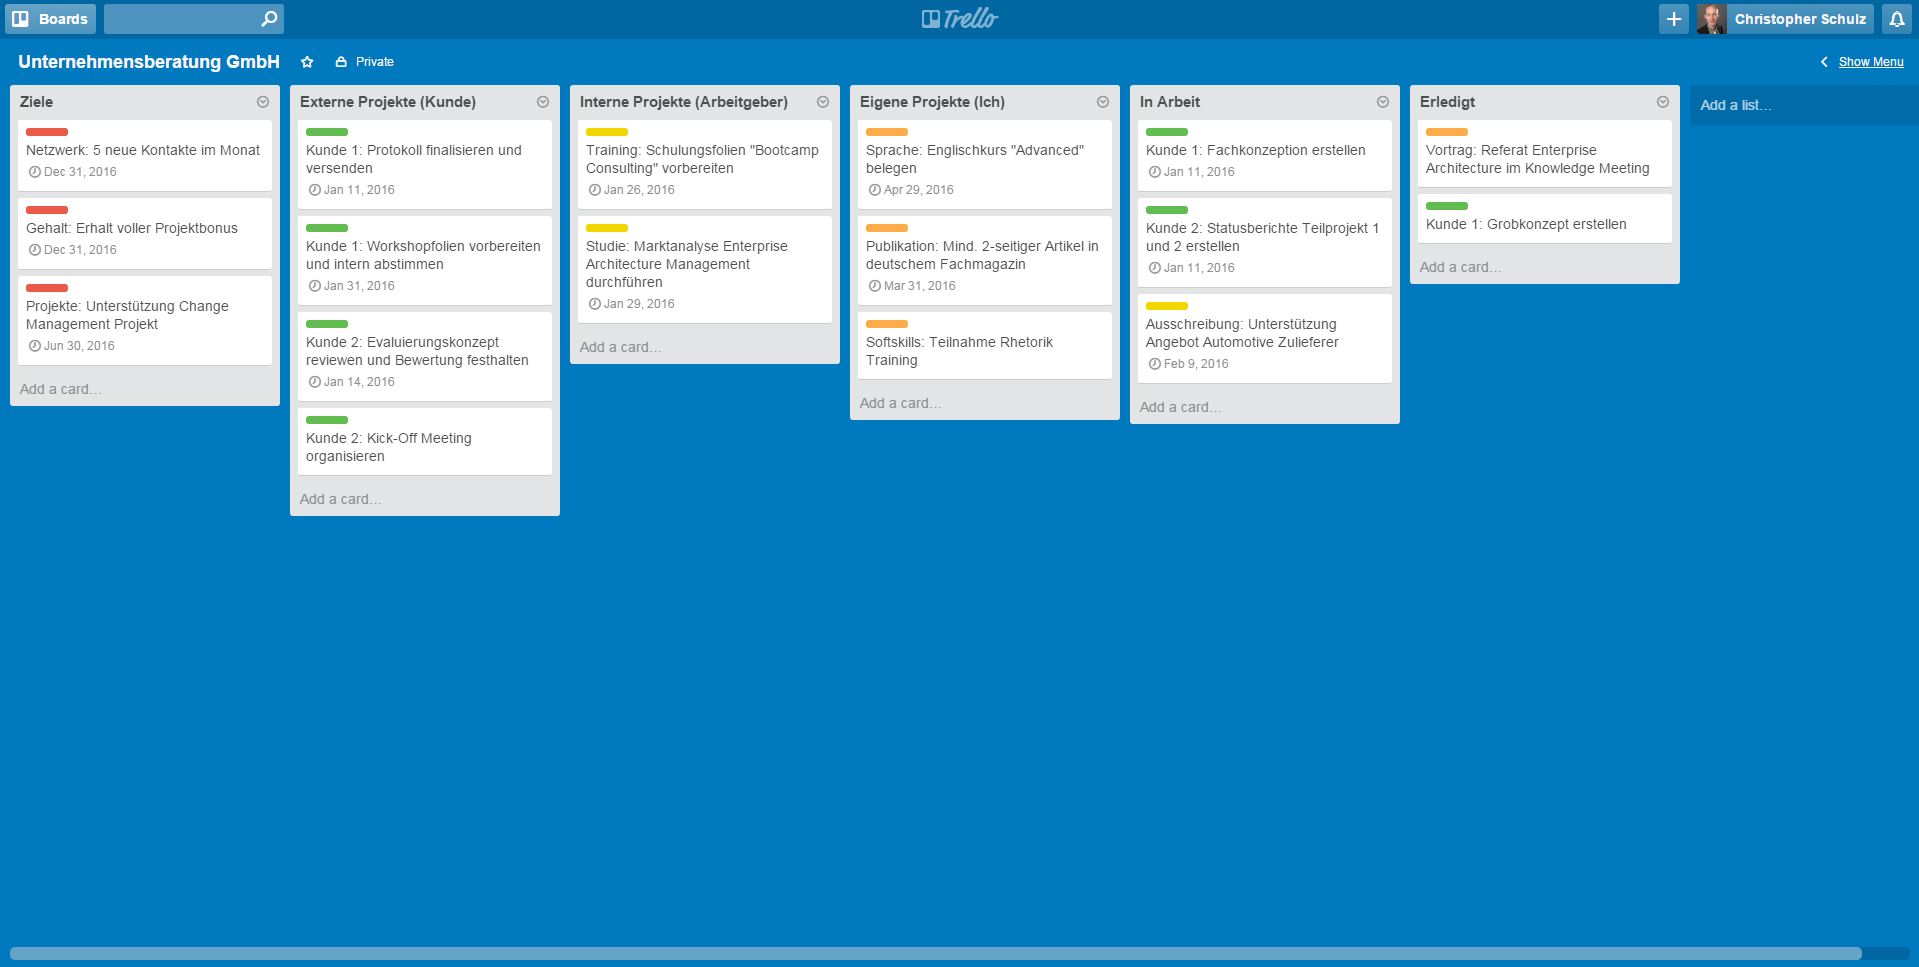 Boards
Trello
Christopher Schulz
Unternehmensberatung GmbH
Private
Show Menu
Ziele
Netzwerk: 5 neue Kontakte im Monat
Dec 31, 2016
Gehalt: Erhalt voller Projektbonus
Dec 31, 2016
Projekte: Unterstützung Change
Management Projekt
Jun 30, 2016
Add a card...
Externe Projekte (Kunde)
Kunde 1: Protokoll finalisieren und
versenden
Jan 11, 2016
Kunde 1: Workshopfolien vorbereiten
und intern abstimmen
Jan 31, 2016
Kunde 2: Evaluierungskonzept
reviewen und Bewertung festhalten
Jan 14, 2016
Kunde 2: Kick-Off Meeting
organisieren
Add a card...
Interne Projekte (Arbeitgeber)
Training: Schulungsfolien "Bootcamp
Consulting" vorbereiten
Jan 26, 2016
Studie: Marktanalyse Enterprise
Architecture Management
durchführen
Jan 29, 2016
Add a card...
Eigene Projekte (Ich)
Sprache: Englischkurs "Advanced"
belegen
Apr 29, 2016
Publikation: Mind. 2-seitiger Artikel in
deutschem Fachmagazin
Mar 31, 2016
Softskills: Teilnahme Rhetorik
Training
Add a card...
In Arbeit
Kunde 1: Fachkonzeption erstellen
Jan 11, 2016
Kunde 2: Statusberichte Teilprojekt 1
und 2 erstellen
Jan 11, 2016
Ausschreibung: Unterstützung
Angebot Automotive Zulieferer
Feb 9, 2016
Add a card...
Erledigt
Vortrag: Referat Enterprise
Architecture im Knowledge Meeting
Kunde 1: Grobkonzept erstellen
Add a card...
Add a list...